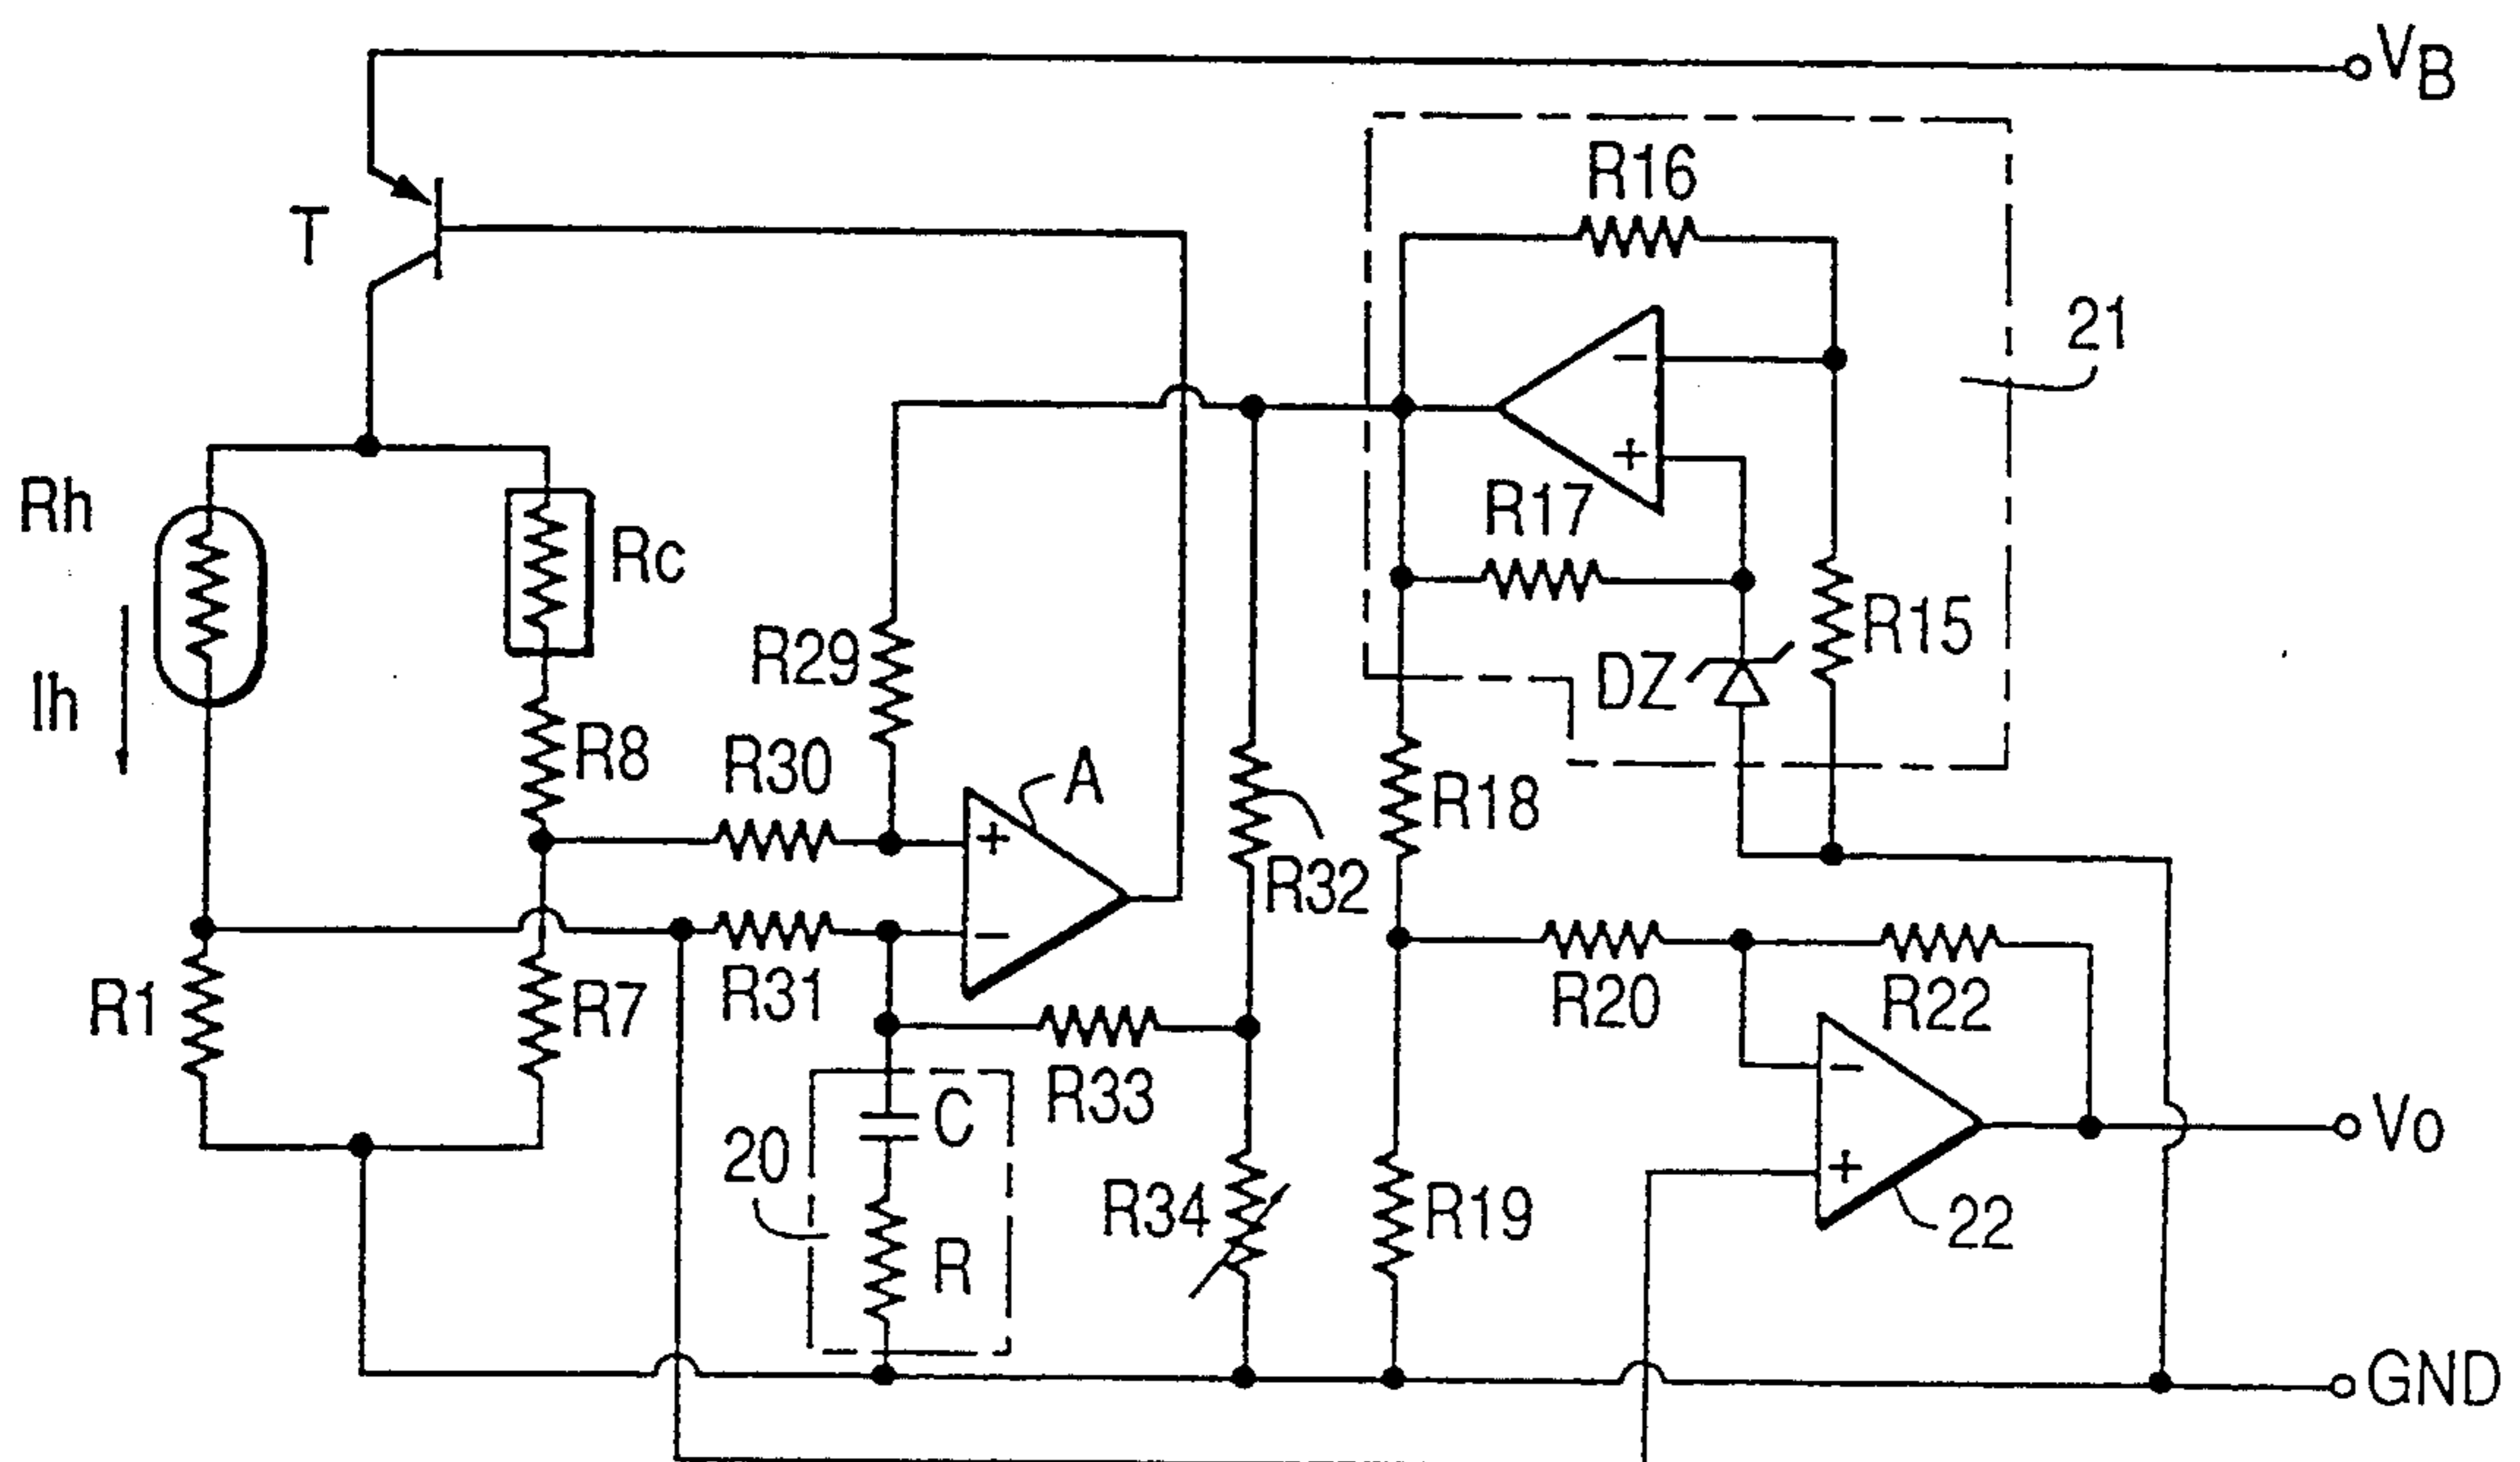 VB
R16
T
21
Rh
R17
Rc
R15
R29
DZ
Ih
R8
R30
A
R18
R32
R31
R20
R22
R1
R7
C
R33
20
Vo
R34
R19
22
R
GND
+
−
−
+
−
+